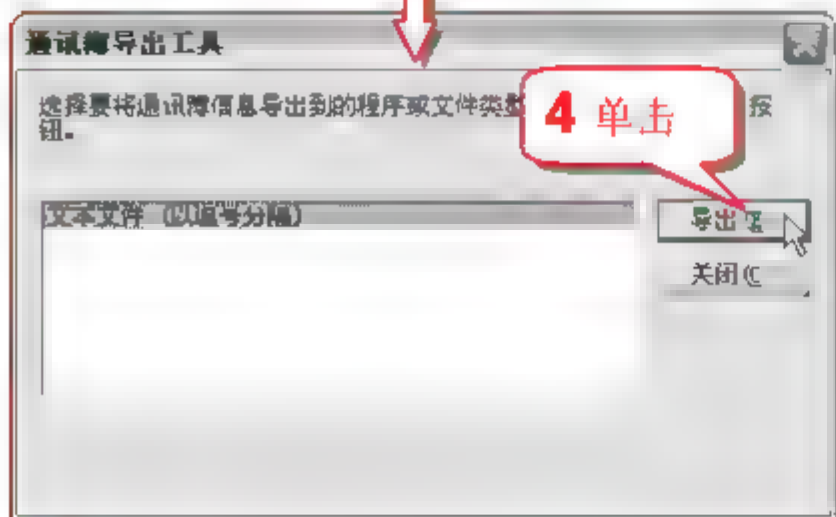 通讯簿导出工具
选择要将通讯簿信息导出到的程序或文件类型
按
钮。
4 单击
文本文件 (以逗号分隔)
导出
关闭(C